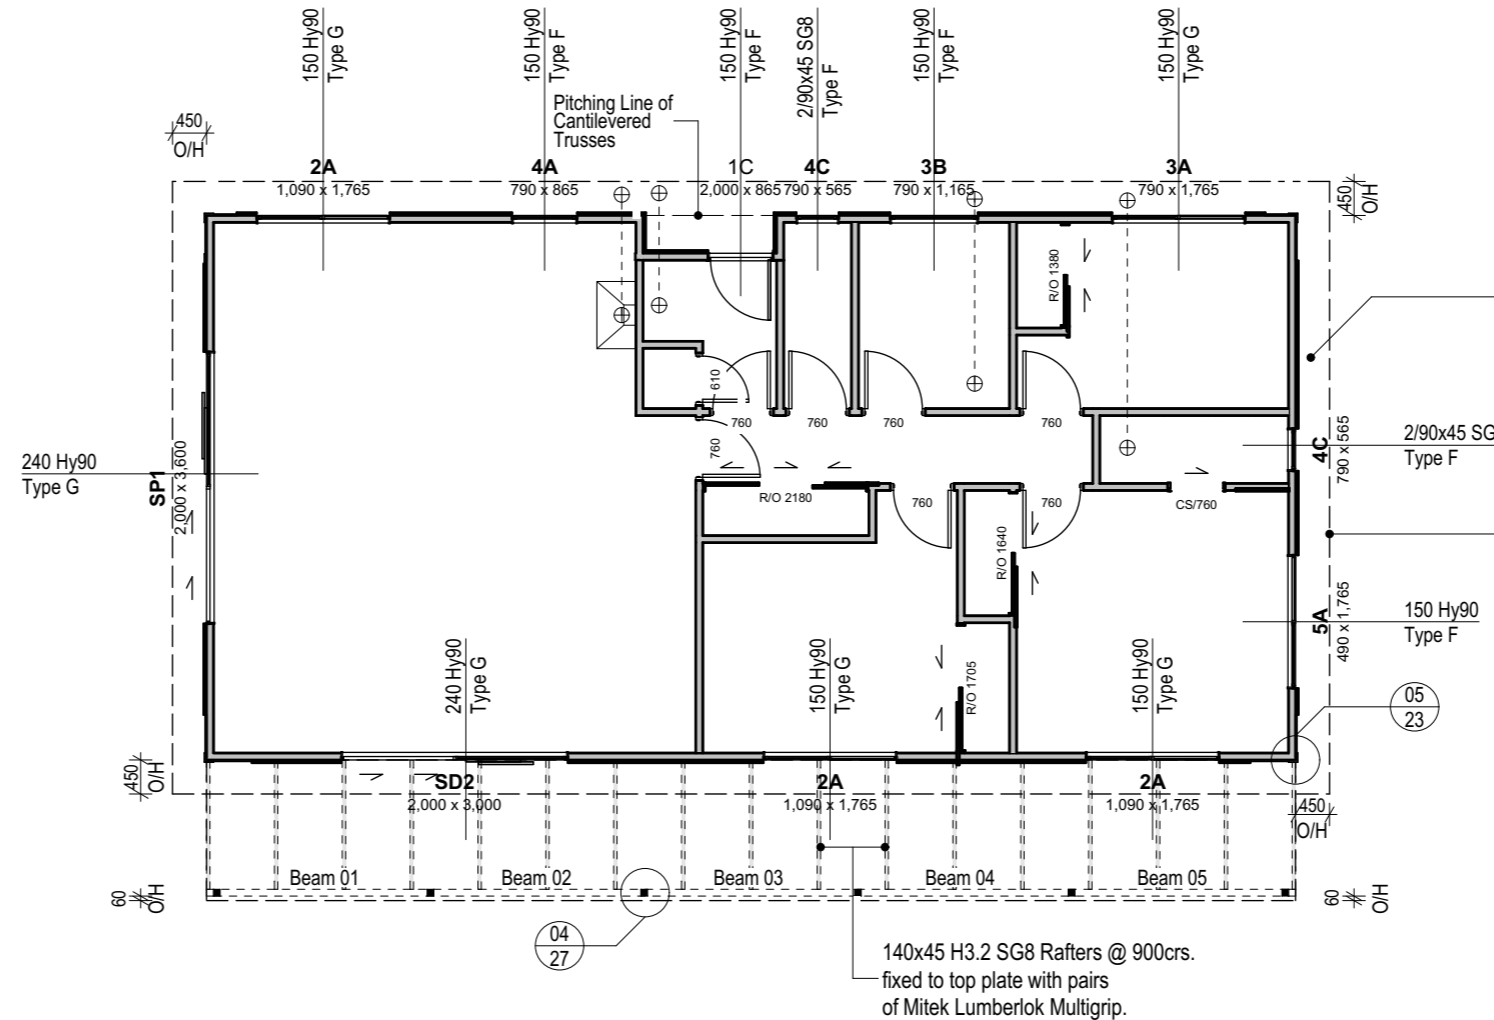 150 Hy90
Type G
150 Hy90
Type F
150 Hy90
Type F
2/90x45 SG8
Type F
150 Hy90
Type F
150 Hy90
Type G
Pitching Line of
Cantilevered
Trusses
450
O/H
2A
1,090 x 1,765
4A
790 x 865
1C
2,000 x 865
4C
790 x 565
3B
790 x 1,165
3A
790 x 1,765
450
O/H
R/O 1380
610
760
760
760
760
760
240 Hy90
Type G
SP1
2,000 x 3,600
R/O 2180
760
760
CS/760
4C
790 x 565
2/90x45 SG
Type F
R/O 1640
5A
490 x 1,765
150 Hy90
Type F
240 Hy90
Type G
150 Hy90
Type G
R/O 1705
150 Hy90
Type G
05
23
450
O/H
SD2
2,000 x 3,000
2A
1,090 x 1,765
2A
1,090 x 1,765
450
O/H
Beam 01
Beam 02
Beam 03
Beam 04
Beam 05
60
O/H
60
O/H
04
27
140x45 H3.2 SG8 Rafters @ 900crs.
fixed to top plate with pairs
of Mitek Lumberlok Multigrip.